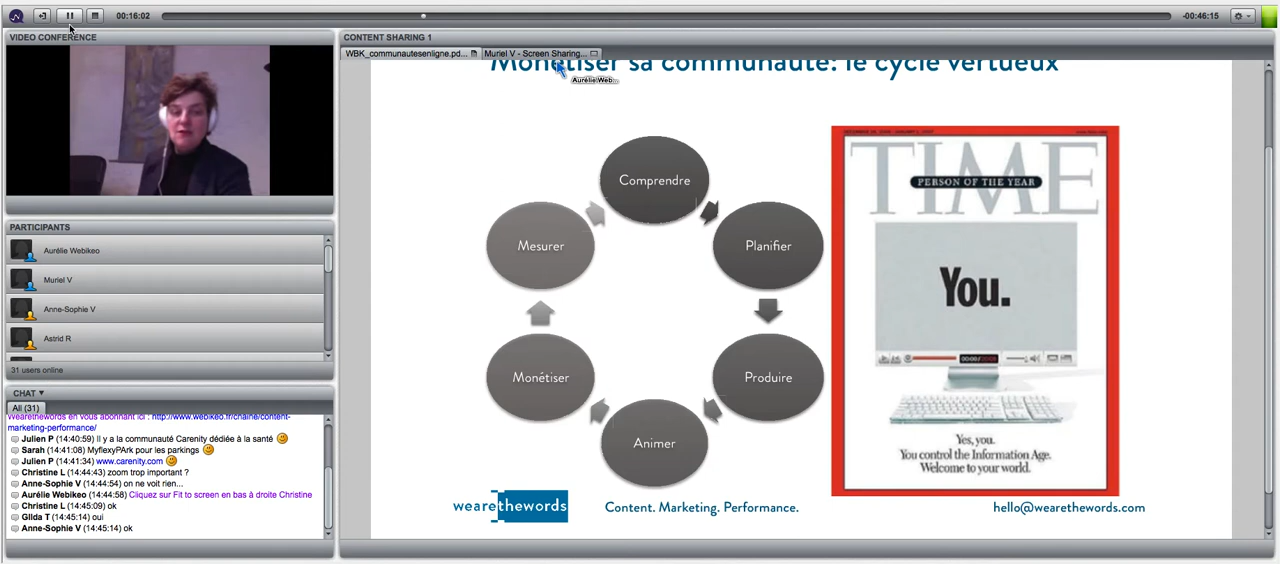 00:16:02
-00:46:15
VIDEO CONFERENCE
PARTICIPANTS
Aurélie Webikeo
Muriel V
Anne-Sophie V
Astrid R
31 users online
CHAT
All (31)
Wearethewords en vous abonnant ici : http://www.webikeo.fr/chaine/content-
marketing-performance/
Julien P (14:40:59) Il y a la communauté Carenity dédiée à la santé
Sarah (14:41:08) MyflexyPArk pour les parkings
Julien P (14:41:34) www.carenity.com
Christine L (14:44:43) zoom trop important ?
Anne-Sophie V (14:44:54) on ne voit rien...
Aurélie Webikeo (14:44:58) Cliquez sur Fit to screen en bas à droite Christine
Christine L (14:45:09) ok
Gilda T (14:45:14) oui
Anne-Sophie V (14:45:14) ok
CONTENT SHARING 1
WBK_communautesenligne.pd...
Muriel V - Screen Sharing...
Aurélie Web...
Monétiser sa communauté: le cycle vertueux
Comprendre
Planifier
Produire
Animer
Monétiser
Mesurer
TIME
PERSON OF THE YEAR
You.
Yes, you.
You control the Information Age.
Welcome to your world.
wearethewords
Content. Marketing. Performance.
hello@wearethewords.com